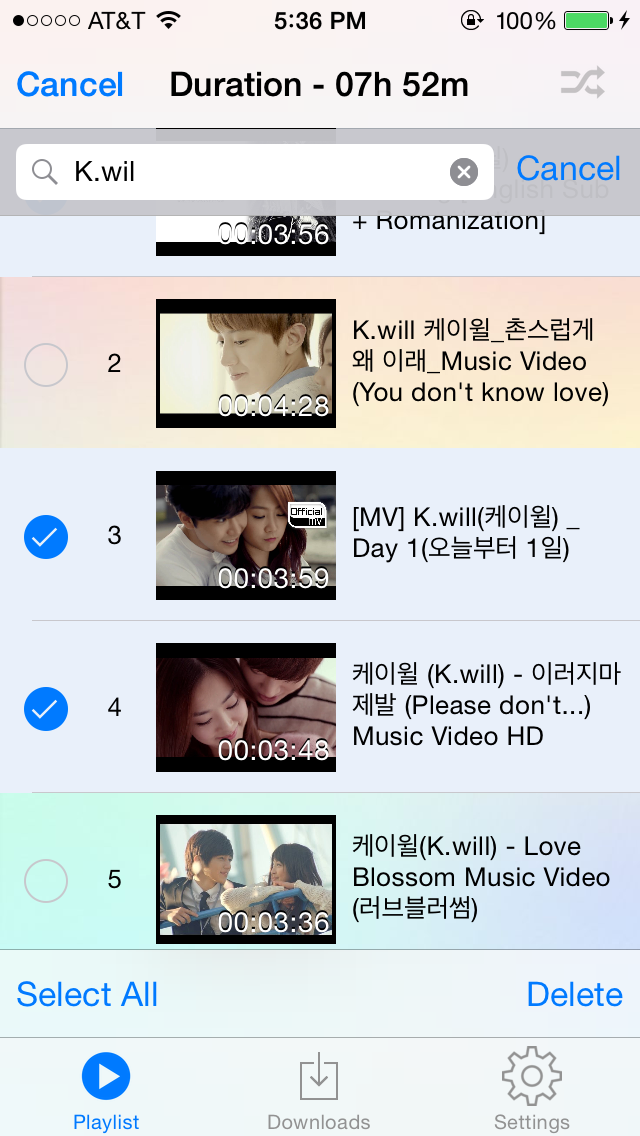 AT&T 5:36 PM 100%
Cancel Duration - 07h 52m
K.wil Cancel
00:03:56
English Sub
+ Romanization]
2
00:04:28
K.will 케이윌_촌스럽게
왜 이래_Music Video
(You don't know love)
3
Official
MV
00:03:59
[MV] K.will(케이윌) _
Day 1(오늘부터 1일)
4
00:03:48
케이윌 (K.will) - 이러지마
제발 (Please don't...)
Music Video HD
5
00:03:36
케이윌(K.will) - Love
Blossom Music Video
(러브블러썸)
Select All Delete
Playlist Downloads Settings